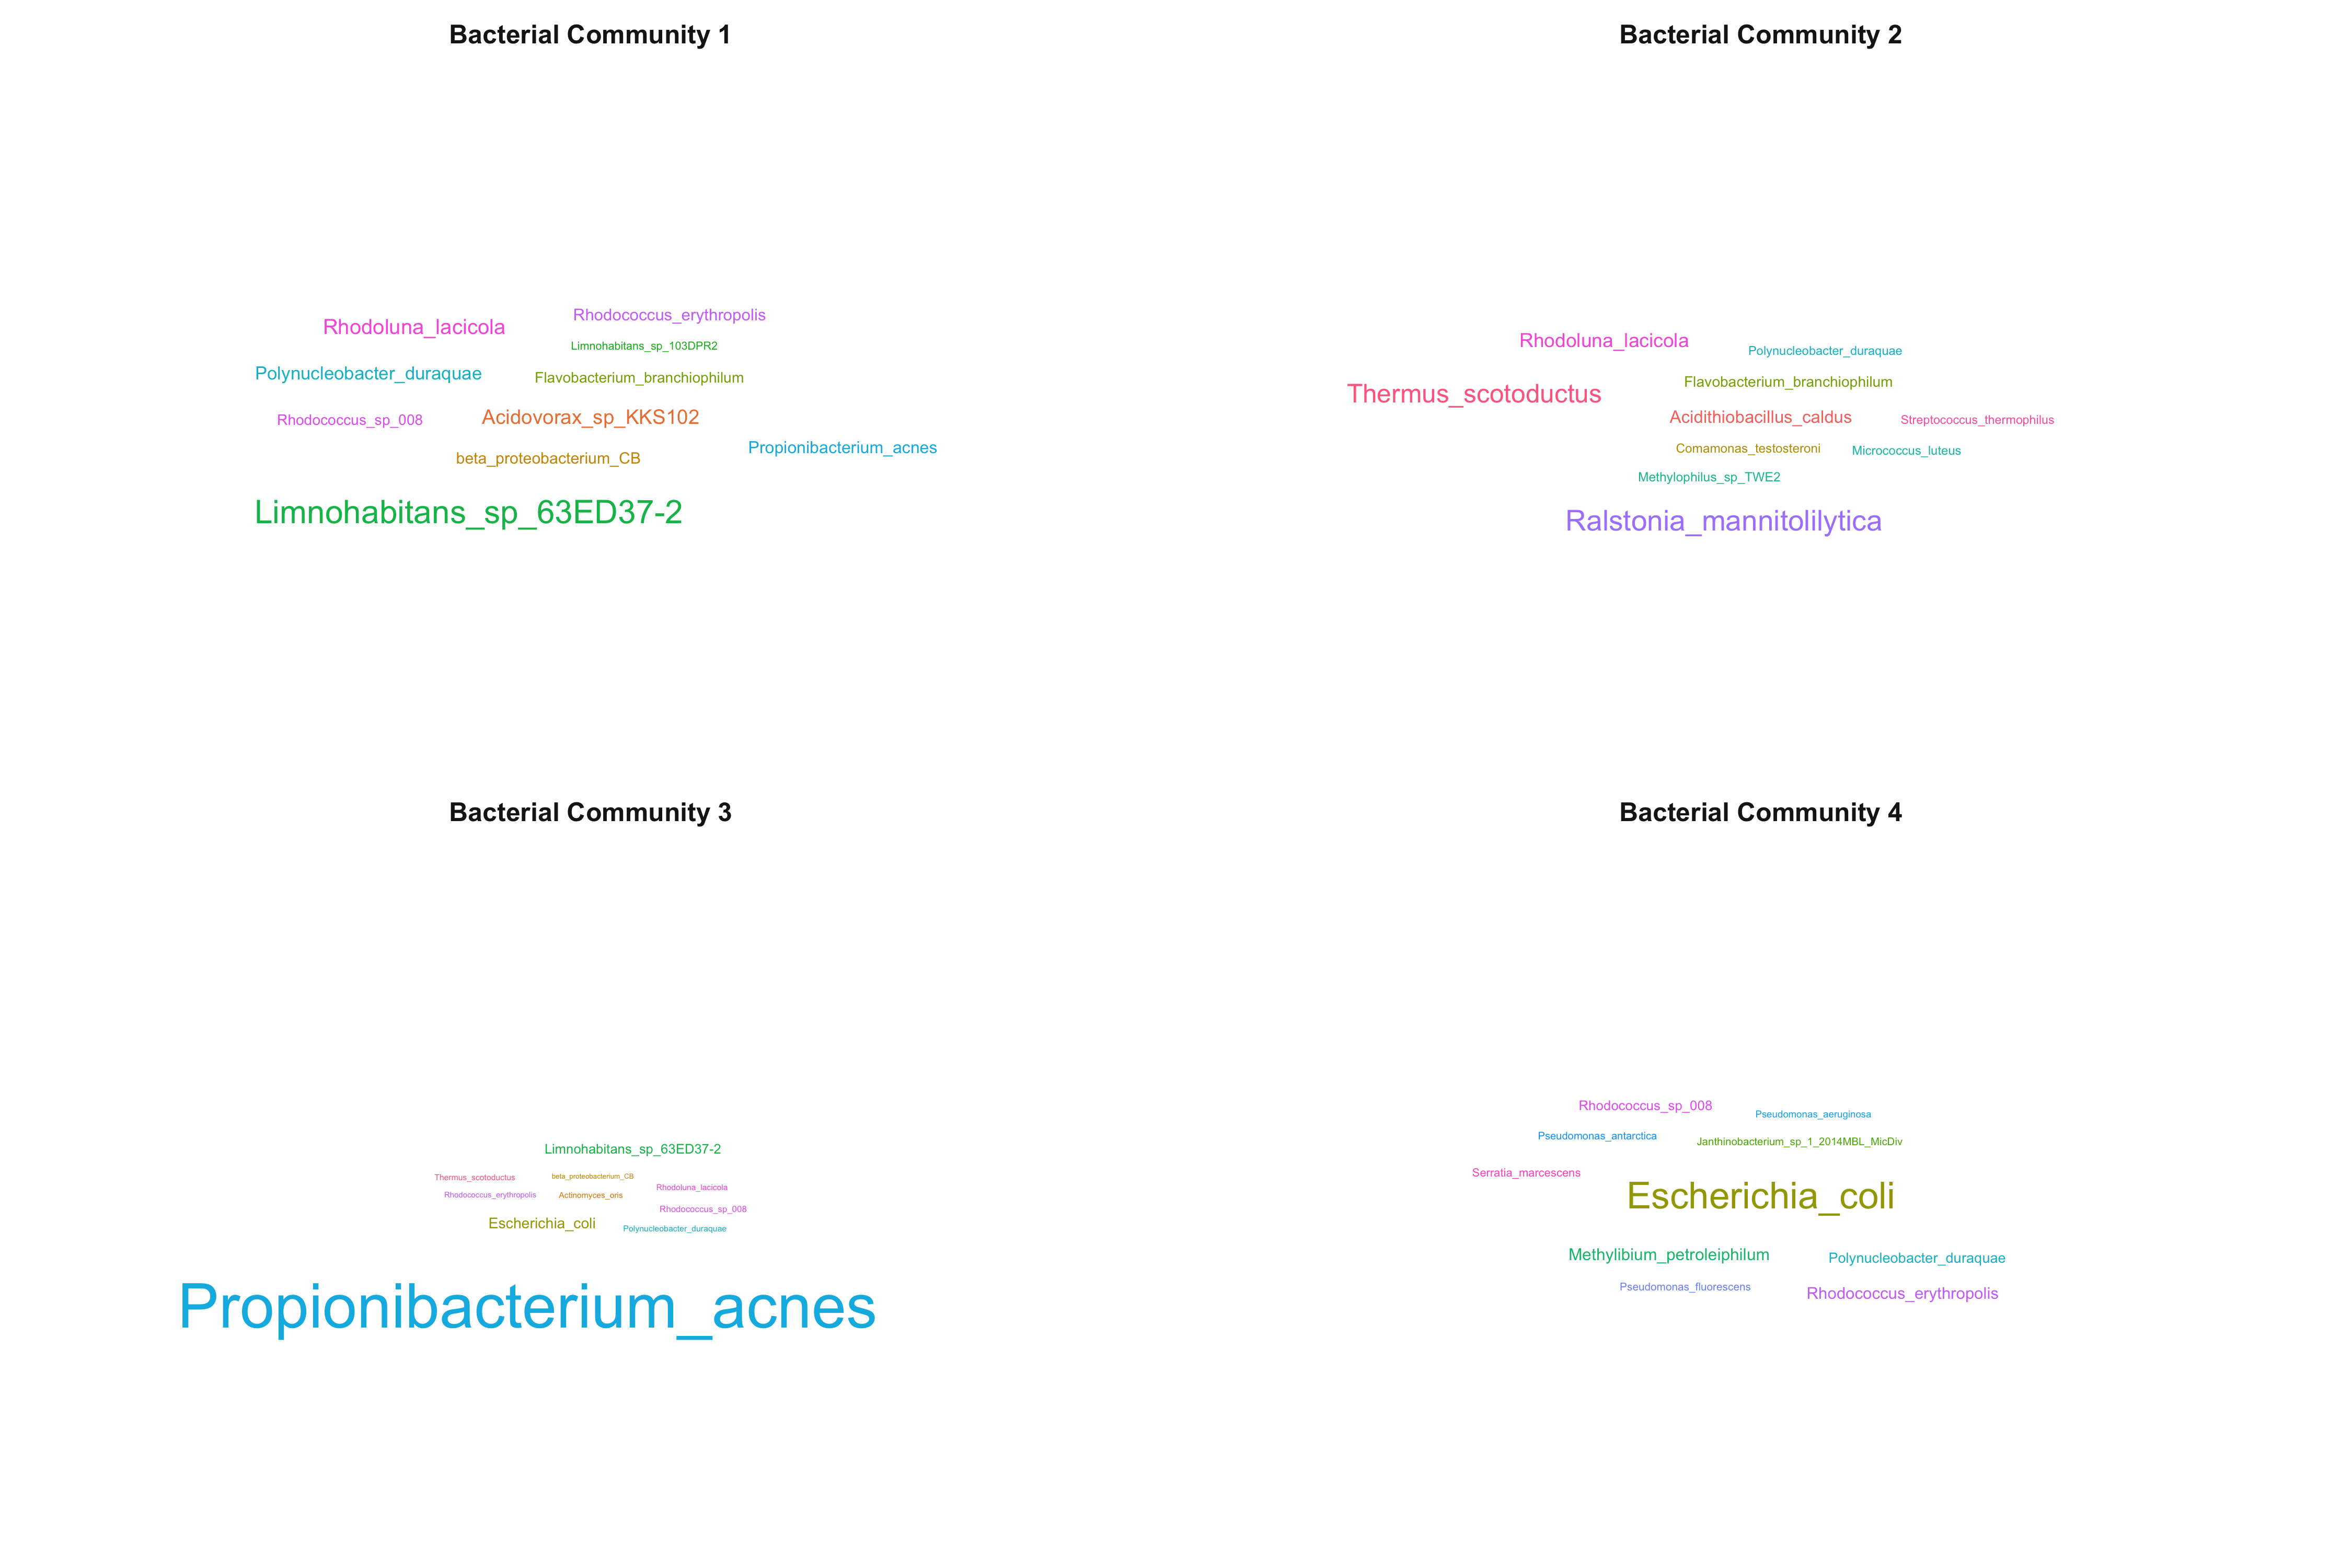 Bacterial Community 1
Rhodococcus_erythropolis
Rhodoluna_lacicola
Limnohabitans_sp_103DPR2
Polynucleobacter_duraquae
Flavobacterium_branchiophilum
Acidovorax_sp_KKS102
Rhodococcus_sp_008
Propionibacterium_acnes
beta_proteobacterium_CB
Limnohabitans_sp_63ED37-2
Bacterial Community 2
Rhodoluna_lacicola
Polynucleobacter_duraquae
Flavobacterium_branchiophilum
Thermus_scotoductus
Acidithiobacillus_caldus
Streptococcus_thermophilus
Comamonas_testosteroni
Micrococcus_luteus
Methylophilus_sp_TWE2
Ralstonia_mannitolilytica
Bacterial Community 3
Limnohabitans_sp_63ED37-2
Thermus_scotoductus
beta_proteobacterium_CB
Rhodoluna_lacicola
Rhodococcus_erythropolis
Actinomyces_oris
Rhodococcus_sp_008
Escherichia_coli
Polynucleobacter_duraquae
Propionibacterium_acnes
Bacterial Community 4
Rhodococcus_sp_008
Pseudomonas_aeruginosa
Pseudomonas_antarctica
Janthinobacterium_sp_1_2014MBL_MicDiv
Serratia_marcescens
Escherichia_coli
Methylibium_petroleiphilum
Polynucleobacter_duraquae
Pseudomonas_fluorescens
Rhodococcus_erythropolis